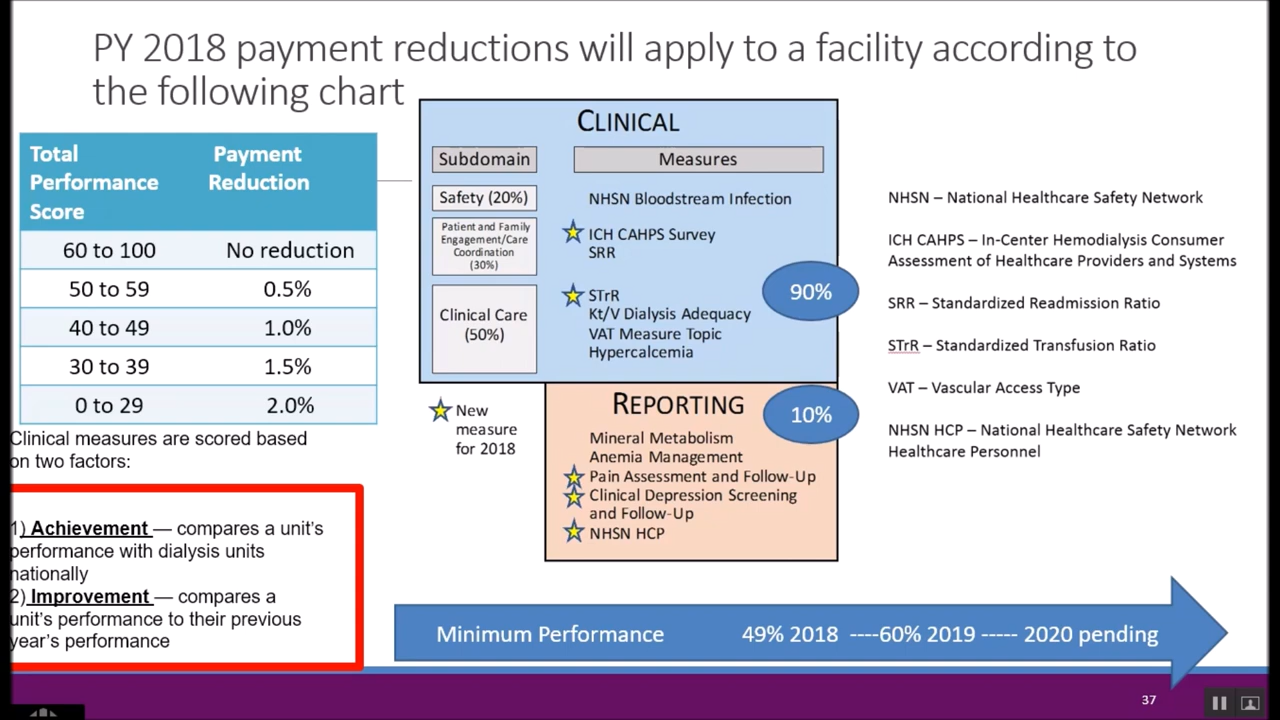 PY 2018 payment reductions will apply to a facility according to
the following chart
Total Performance Score
Payment Reduction
60 to 100 No reduction
50 to 59 0.5%
40 to 49 1.0%
30 to 39 1.5%
0 to 29 2.0%
Clinical measures are scored based
on two factors:
1) Achievement — compares a unit's
performance with dialysis units
nationally
2) Improvement — compares a
unit's performance to their previous
year's performance
CLINICAL
Subdomain Measures
Safety (20%)
NHSN Bloodstream Infection
Patient and Family
Engagement/Care
Coordination
(30%)
ICH CAHPS Survey
SRR
Clinical Care
(50%)
STrR
Kt/V Dialysis Adequacy
VAT Measure Topic
Hypercalcemia
90%
New
measure
for 2018
REPORTING
10%
Mineral Metabolism
Anemia Management
Pain Assessment and Follow-Up
Clinical Depression Screening
and Follow-Up
NHSN HCP
NHSN – National Healthcare Safety Network
ICH CAHPS – In-Center Hemodialysis Consumer
Assessment of Healthcare Providers and Systems
SRR – Standardized Readmission Ratio
STrR – Standardized Transfusion Ratio
VAT – Vascular Access Type
NHSN HCP – National Healthcare Safety Network
Healthcare Personnel
Minimum Performance 49% 2018 ----60% 2019 ----- 2020 pending
37